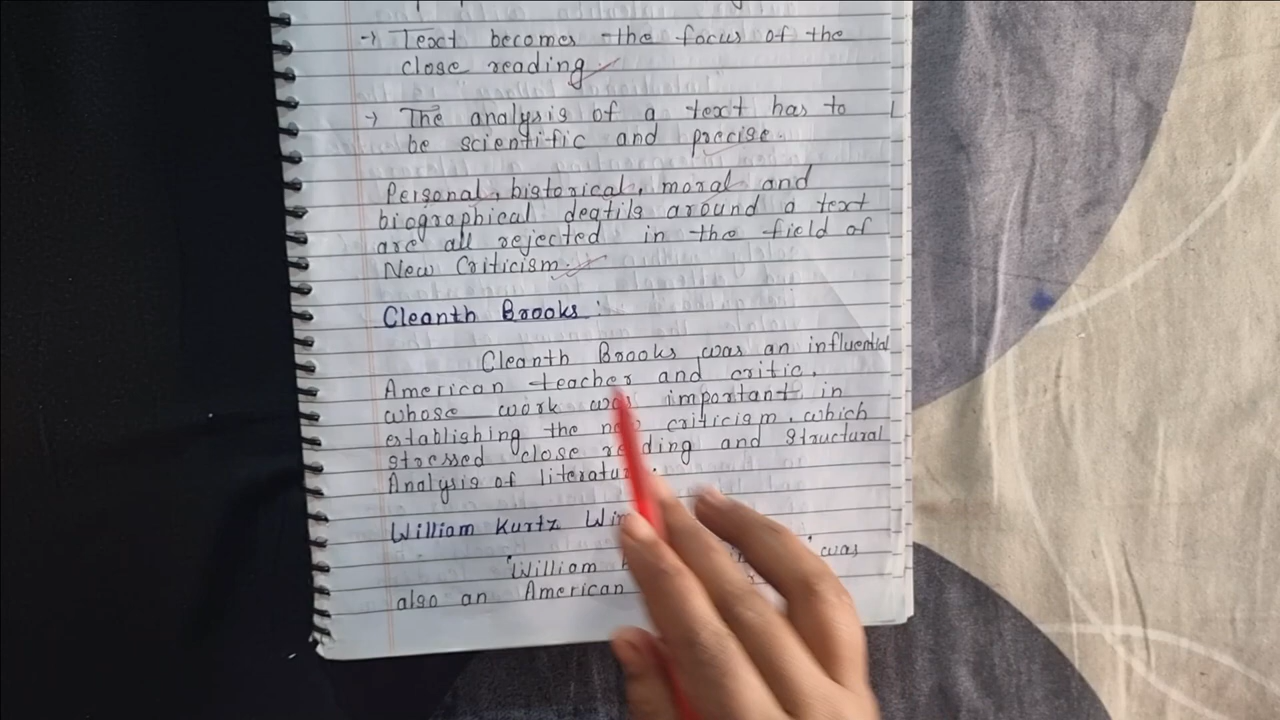 → Text becomes the focus of the
close reading.
→ The analysis of a text has to
be scientific and precise.
Personal, historical, moral and
biographical deatils around a text
are all rejected in the field of
New Criticism.
Cleanth Brooks:
Cleanth Brooks was an influential
American teacher and critic.
whose work was important in
establishing the new criticism. which
stressed close reading and structural
Analysis of literature.
William Kurtz
"William " was
also an American